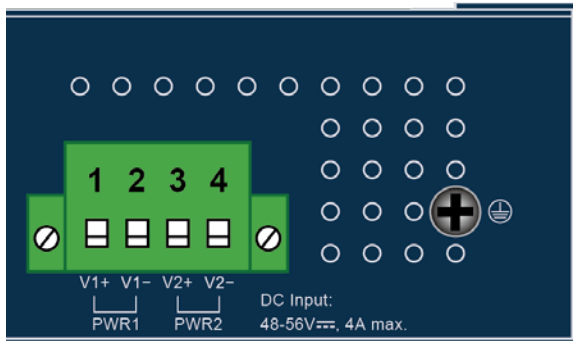 1 2 3 4
V1+ V1− V2+ V2−
PWR1 PWR2
DC Input:
48-56V⎓, 4A max.